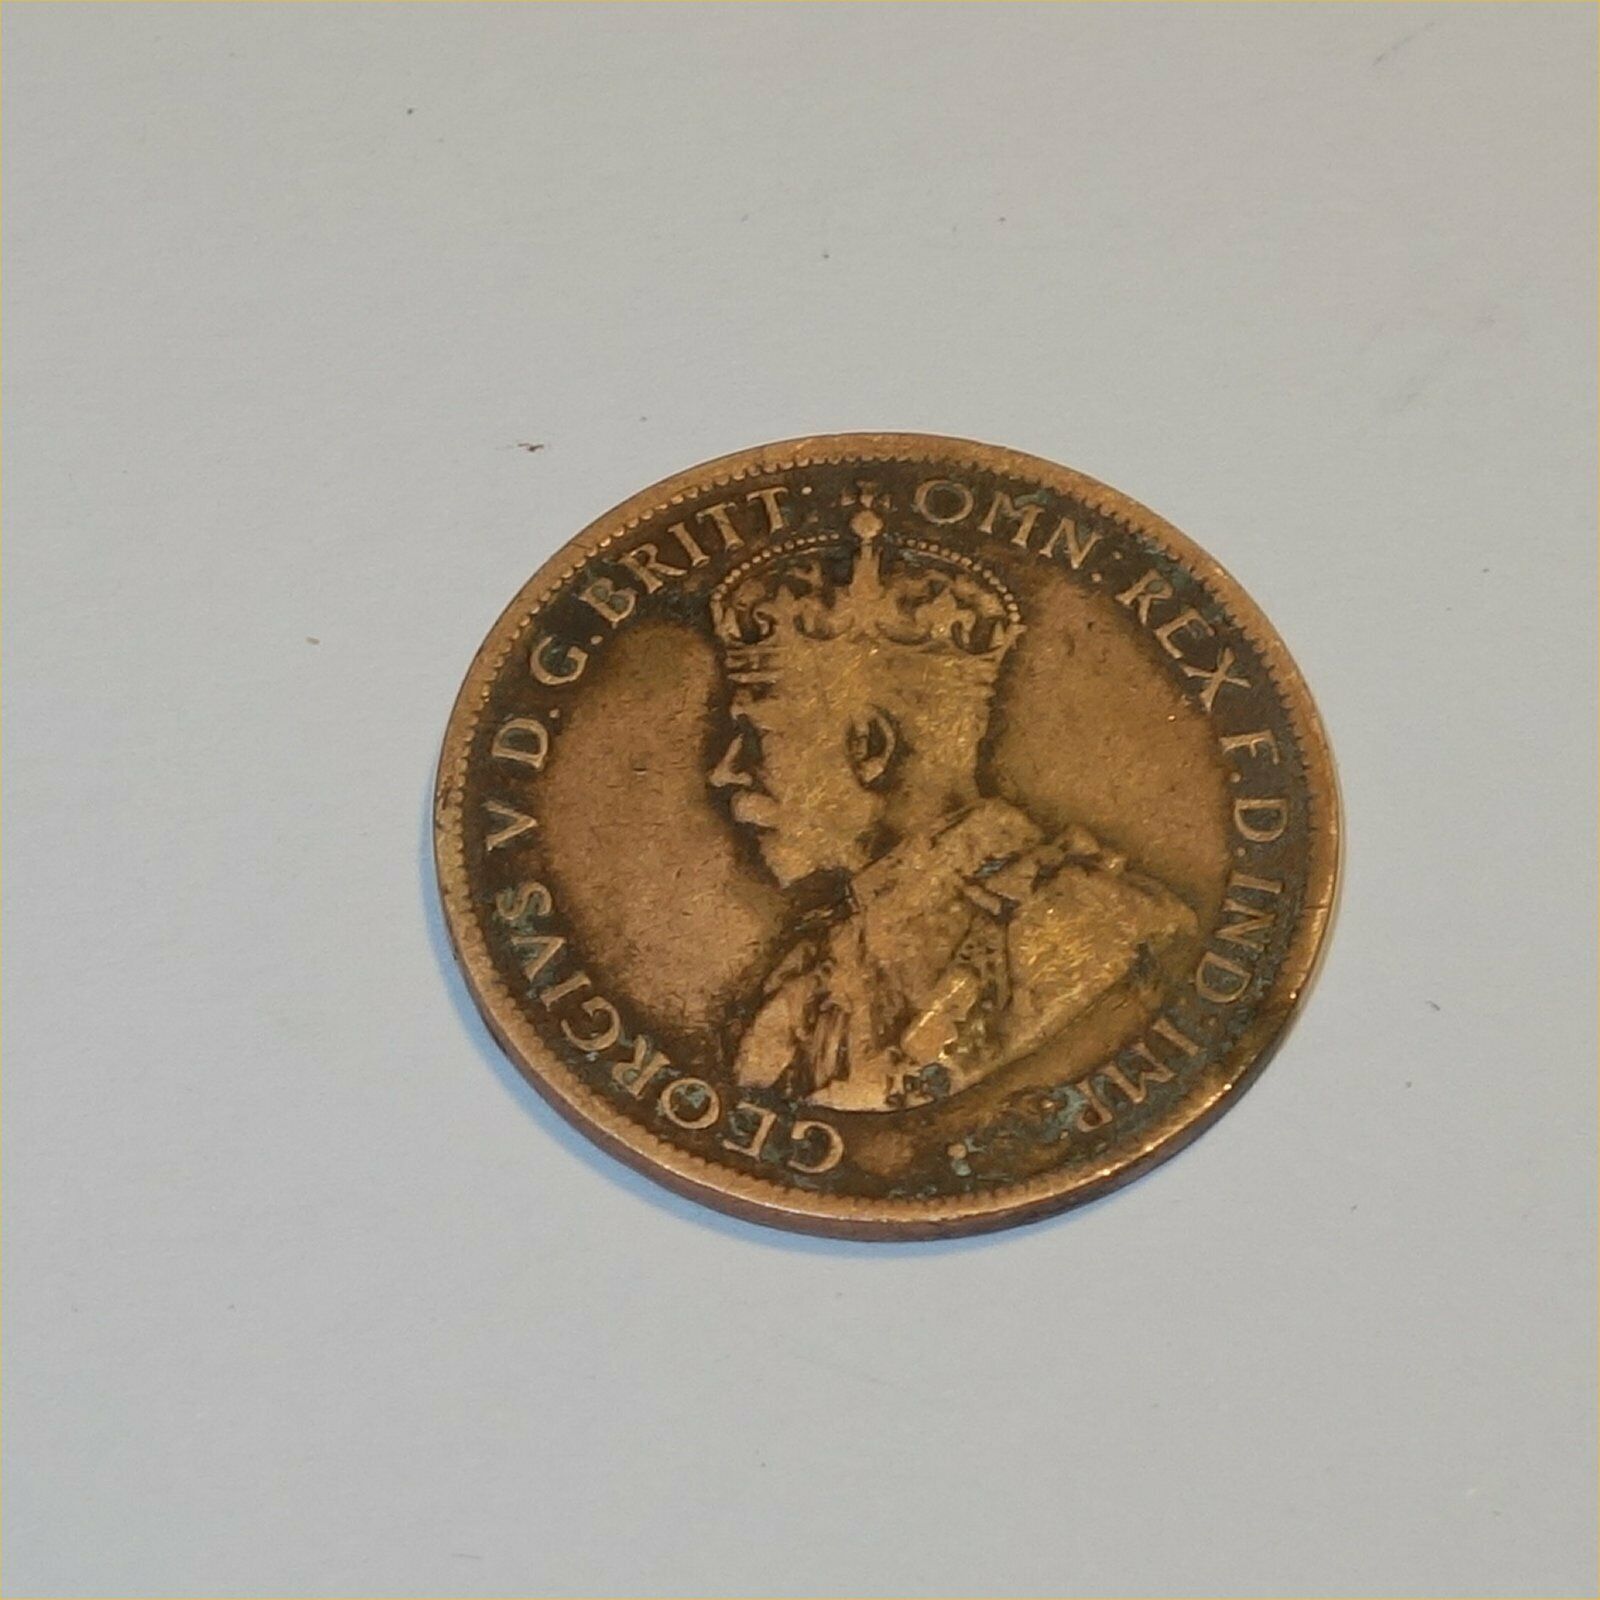 GEORGIVS V D.G.BRITT: OMN: REX F.D.IND:IMP: